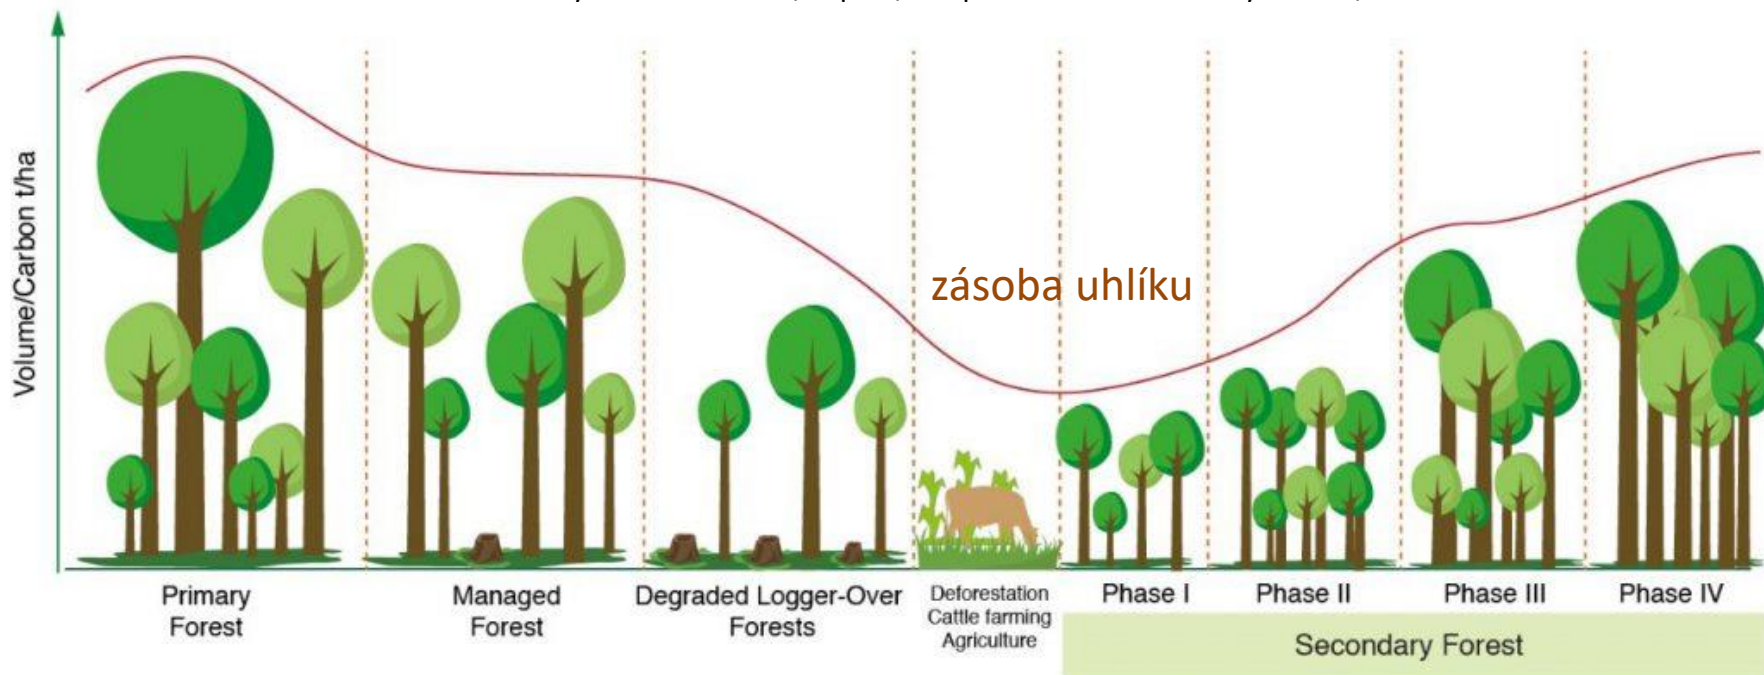 Volume/Carbon t/ha
zásoba uhlíku
Primary
Forest
Managed
Forest
Degraded Logger-Over
Forests
Deforestation
Cattle farming
Agriculture
Phase I
Phase II
Phase III
Phase IV
Secondary Forest